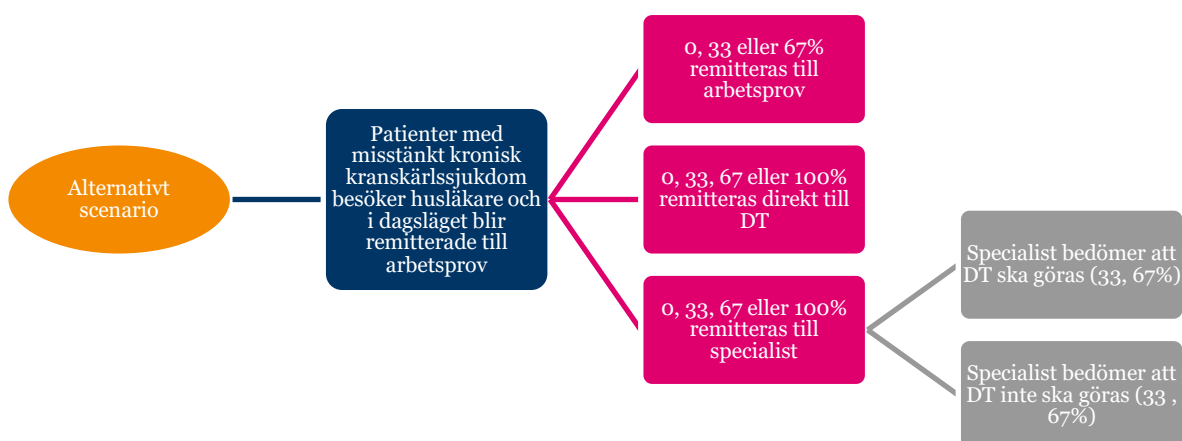 Alternativt
scenario
Patienter med
misstänkt kronisk
kranskärlssjukdom
besöker husläkare och
i dagsläget blir
remitterade till
arbetsprov
0, 33 eller 67%
remitteras till
arbetsprov
0, 33, 67 eller 100%
remitteras direkt till
DT
0, 33, 67 eller 100%
remitteras till
specialist
Specialist bedömer att
DT ska göras (33, 67%)
Specialist bedömer att
DT inte ska göras (33 ,
67%)